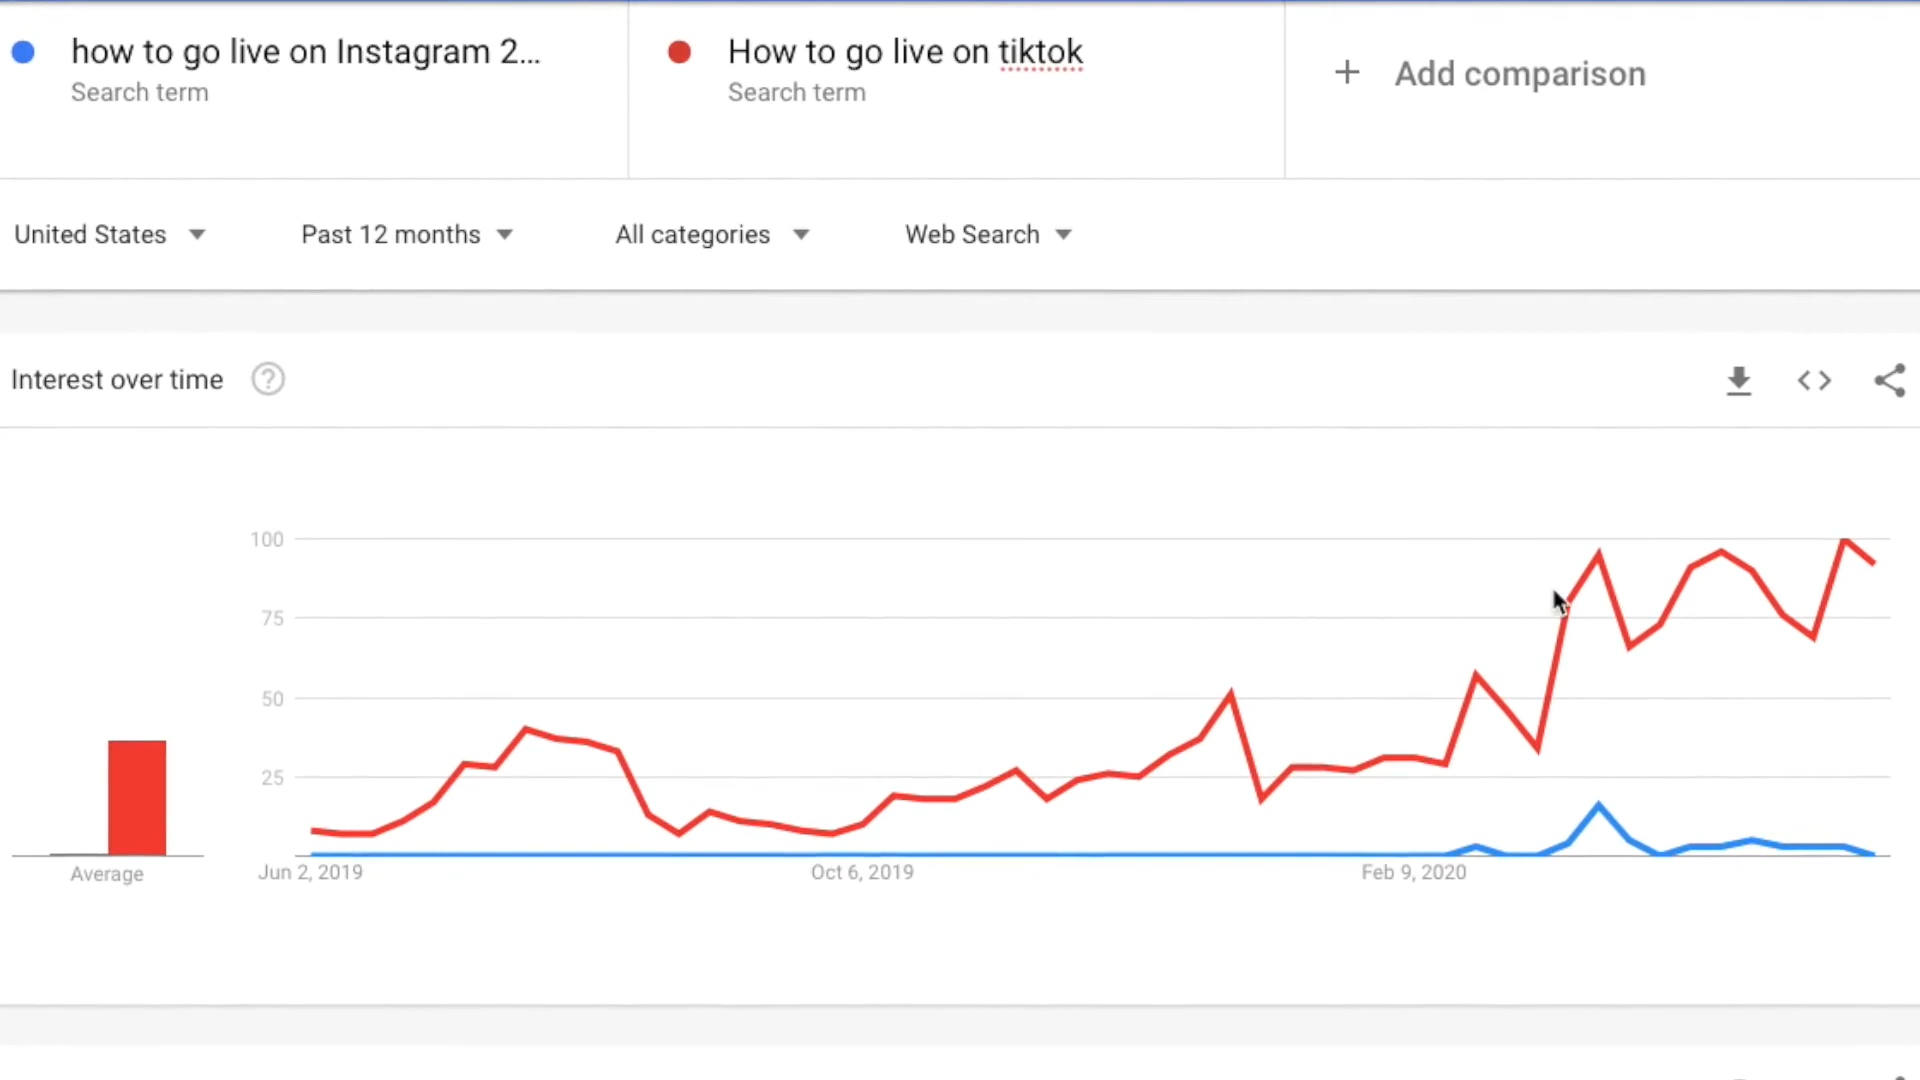 how to go live on Instagram 2...
Search term
How to go live on tiktok
Search term
+ Add comparison
United States
Past 12 months
All categories
Web Search
Interest over time
?
100
75
50
25
Average
Jun 2, 2019
Oct 6, 2019
Feb 9, 2020